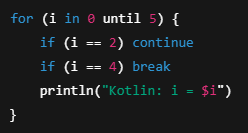 for (i in 0 until 5) {
    if (i == 2) continue
    if (i == 4) break
    println("Kotlin: i = $i")
}